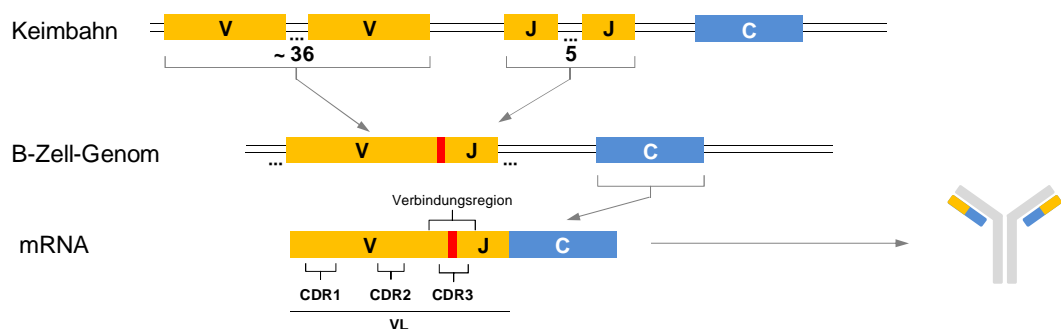 Keimbahn V ... V J ... J C
~ 36 5
B-Zell-Genom ... V J ... C
Verbindungsregion
mRNA V J C
CDR1 CDR2 CDR3
VL